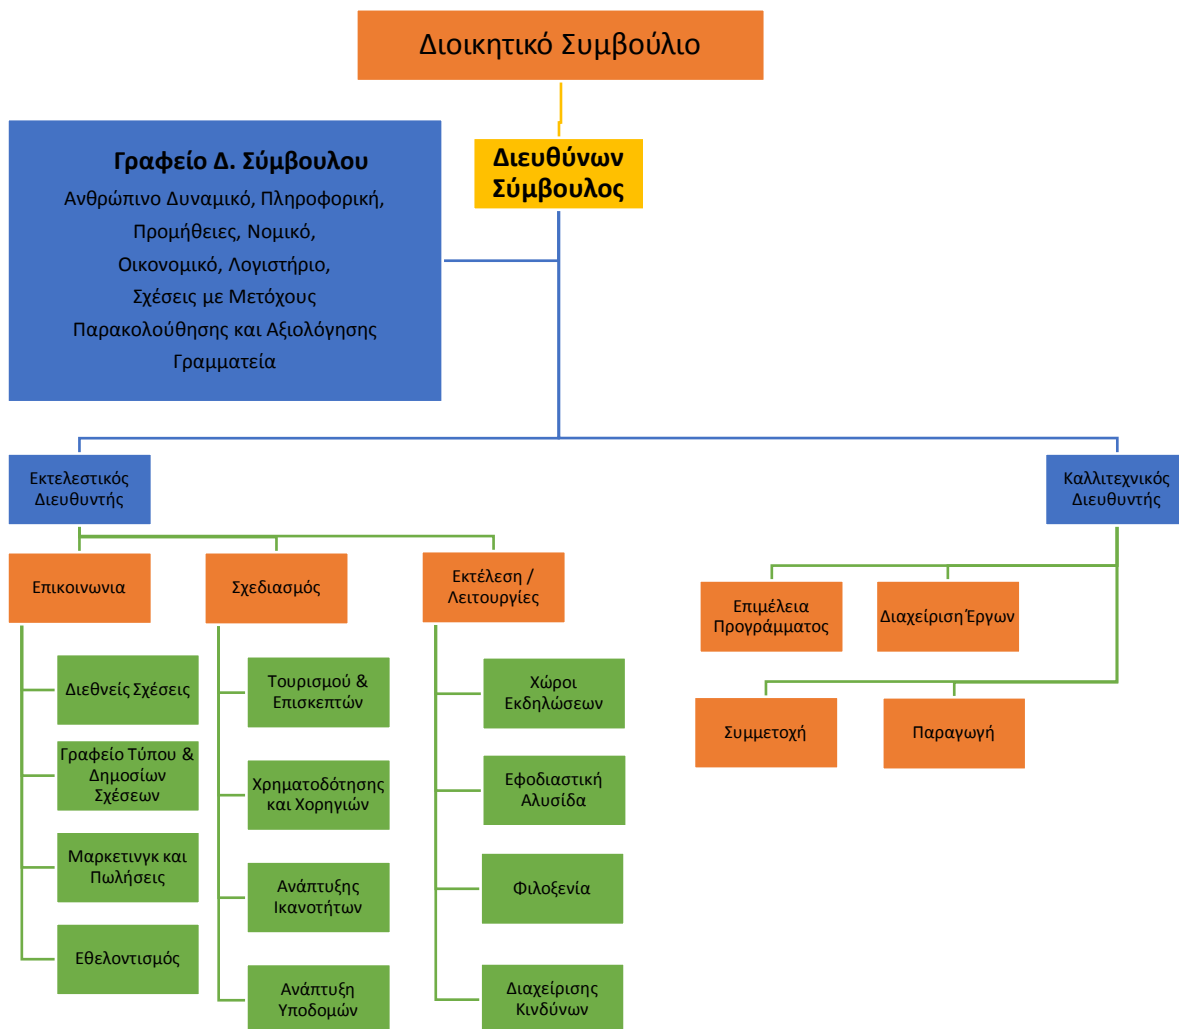 Διοικητικό Συμβούλιο
Διευθύνων
Σύμβουλος
Γραφείο Δ. Σύμβουλου
Ανθρώπινο Δυναμικό, Πληροφορική,
Προμήθειες, Νομικό,
Οικονομικό, Λογιστήριο,
Σχέσεις με Μετόχους
Παρακολούθησης και Αξιολόγησης
Γραμματεία
Εκτελεστικός
Διευθυντής
Καλλιτεχνικός
Διευθυντής
Επικοινωνια
Σχεδιασμός
Εκτέλεση /
Λειτουργίες
Επιμέλεια
Προγράμματος
Διαχείριση Έργων
Συμμετοχή
Παραγωγή
Διεθνείς Σχέσεις
Γραφείο Τύπου &
Δημοσίων
Σχέσεων
Μαρκετινγκ και
Πωλήσεις
Εθελοντισμός
Τουρισμού &
Επισκεπτών
Χρηματοδότησης
και Χορηγιών
Ανάπτυξης
Ικανοτήτων
Ανάπτυξη
Υποδομών
Χώροι
Εκδηλώσεων
Εφοδιαστική
Αλυσίδα
Φιλοξενία
Διαχείρισης
Κινδύνων